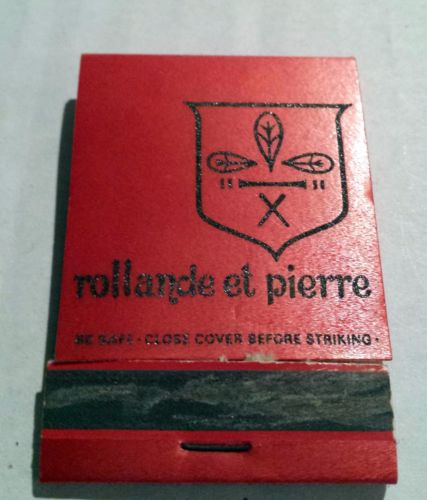 rollande et pierre
BE SAFE · CLOSE COVER BEFORE STRIKING ·